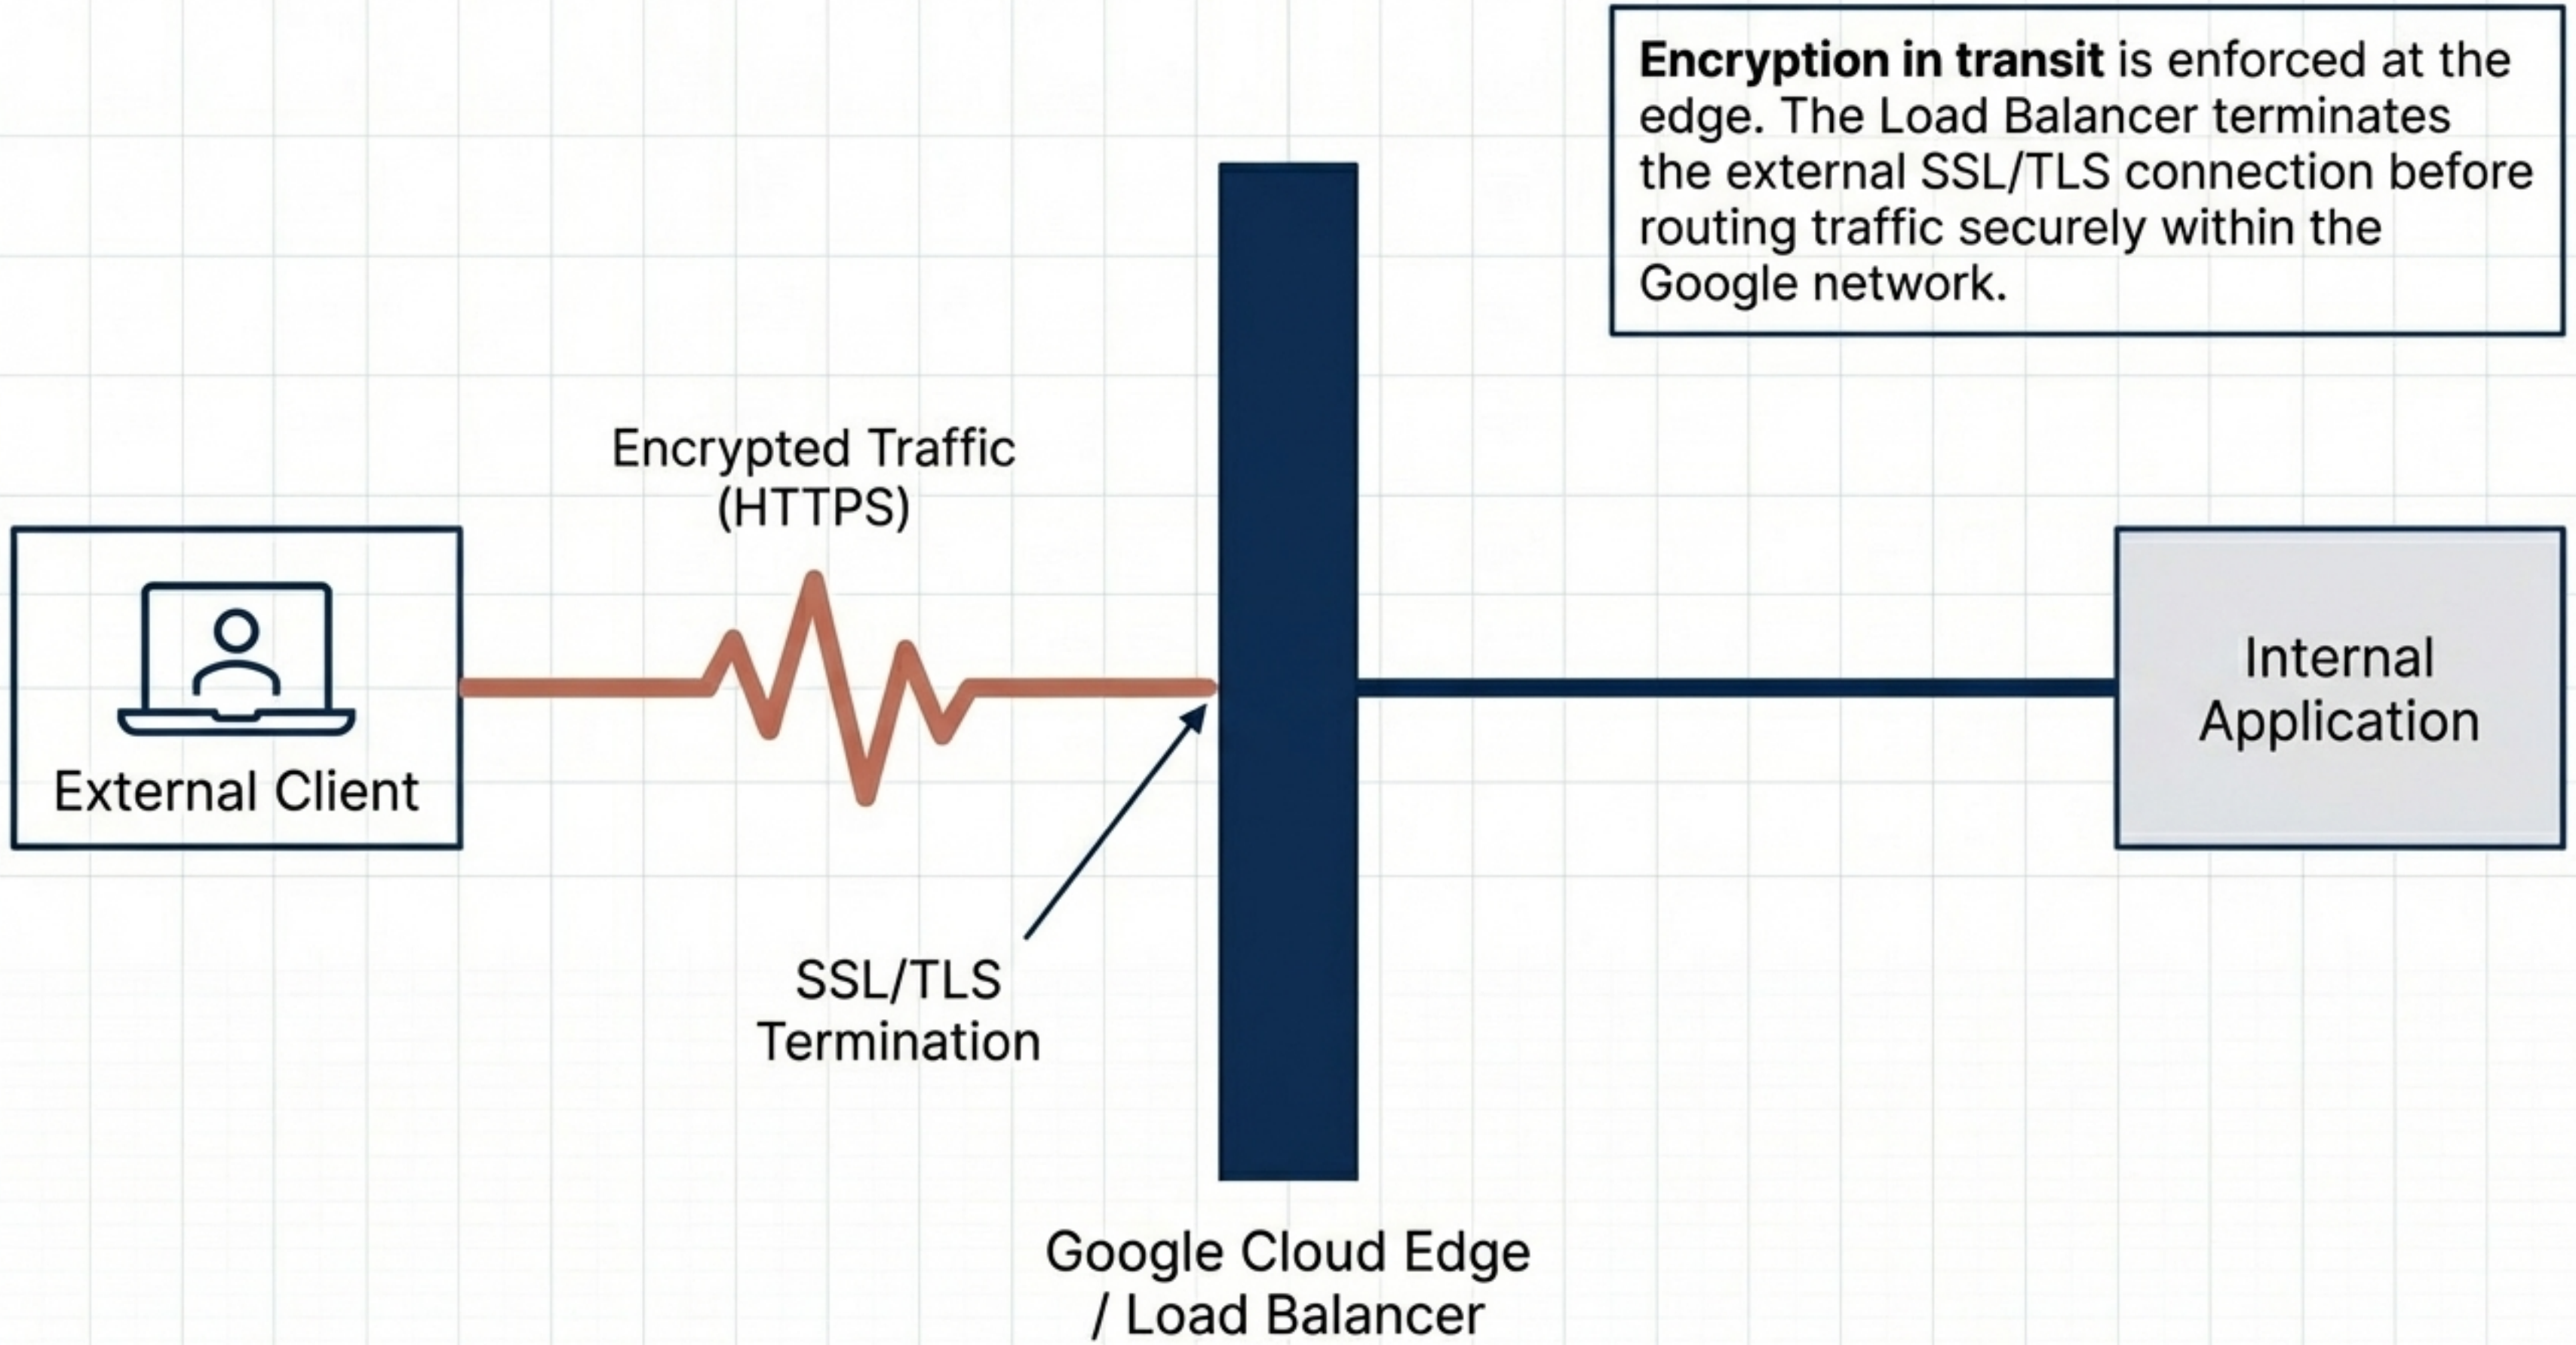 Encryption in transit is enforced at the
edge. The Load Balancer terminates
the external SSL/TLS connection before
routing traffic securely within the
Google network.
Encrypted Traffic
(HTTPS)
External Client
Internal
Application
SSL/TLS
Termination
Google Cloud Edge
/ Load Balancer